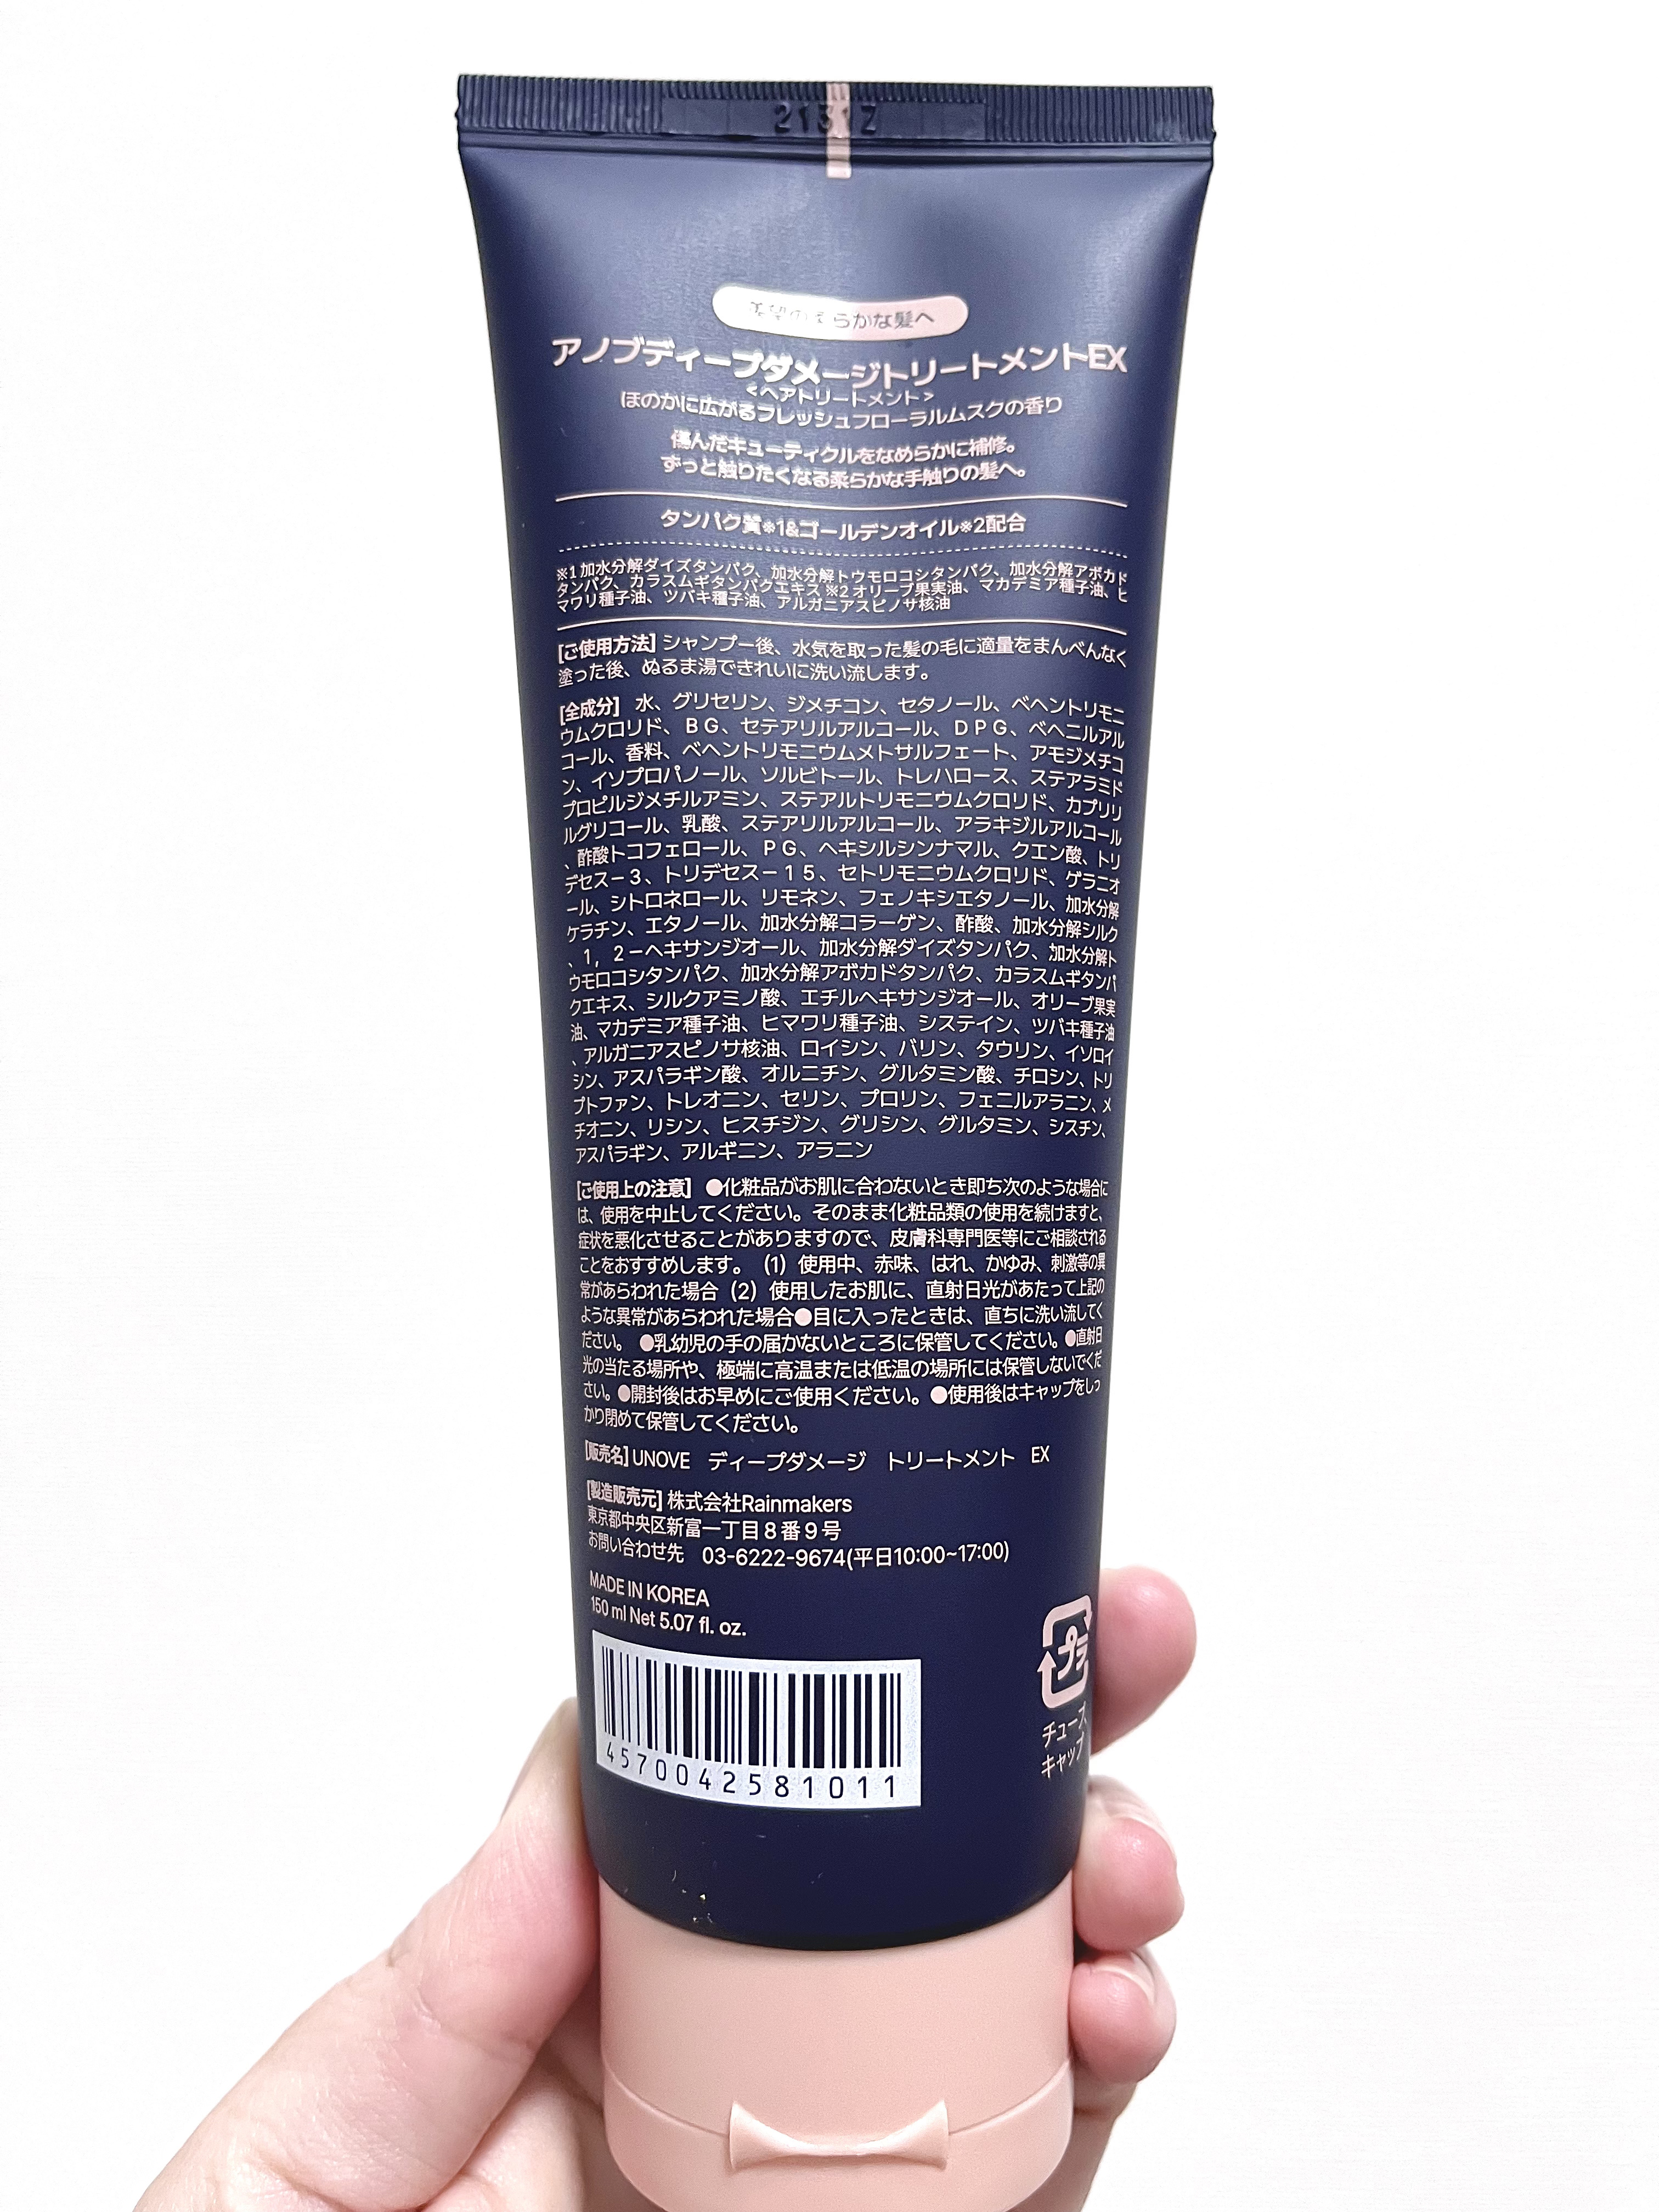 らかな髪へ
アノブディープダメージトリートメントEX
<ヘアトリートメント>
ほのかに広がるフレッシュフローラルムスクの香り
傷んだキューティクルをなめらかに補修。
ずっと触りたくなる柔らかな手触りの髪へ。
タンパク質※1&ゴールデンオイル※2配合
※1 加水分解ダイズタンパク、加水分解トウモロコシタンパク、加水分解アボカド
タンパク、カラスムギタンパクエキス ※2 オリーブ果実油、マカデミア種子油、ヒ
マワリ種子油、ツバキ種子油、アルガニアスピノサ核油
[ご使用方法] シャンプー後、水気を取った髪の毛に適量をまんべんなく
塗った後、ぬるま湯できれいに洗い流します。
[全成分] 水、グリセリン、ジメチコン、セタノール、ベヘントリモニ
ウムクロリド、BG、セテアリルアルコール、DPG、ベヘニルアル
コール、香料、ベヘントリモニウムメトサルフェート、アモジメチコ
ン、イソプロパノール、ソルビトール、トレハロース、ステアラミド
プロピルジメチルアミン、ステアルトリモニウムクロリド、カプリリ
ルグリコール、乳酸、ステアリルアルコール、アラキジルアルコール
、酢酸トコフェロール、PG、ヘキシルシンナマル、クエン酸、トリ
デセス－3、トリデセス－15、セトリモニウムクロリド、ゲラニオ
ール、シトロネロール、リモネン、フェノキシエタノール、加水分解
ケラチン、エタノール、加水分解コラーゲン、酢酸、加水分解シルク
、1，2－ヘキサンジオール、加水分解ダイズタンパク、加水分解ト
ウモロコシタンパク、加水分解アボカドタンパク、カラスムギタンパ
クエキス、シルクアミノ酸、エチルヘキサンジオール、オリーブ果実
油、マカデミア種子油、ヒマワリ種子油、システイン、ツバキ種子油
、アルガニアスピノサ核油、ロイシン、バリン、タウリン、イソロイ
シン、アスパラギン酸、オルニチン、グルタミン酸、チロシン、トリ
プトファン、トレオニン、セリン、プロリン、フェニルアラニン、メ
チオニン、リシン、ヒスチジン、グリシン、グルタミン、シスチン、
アスパラギン、アルギニン、アラニン
[ご使用上の注意] ●化粧品がお肌に合わないとき即ち次のような場合に
は、使用を中止してください。そのまま化粧品類の使用を続けますと、
症状を悪化させることがありますので、皮膚科専門医等にご相談される
ことをおすすめします。 (1) 使用中、赤味、はれ、かゆみ、刺激等の異
常があらわれた場合 (2) 使用したお肌に、直射日光があたって上記の
ような異常があらわれた場合●目に入ったときは、直ちに洗い流してく
ださい。 ●乳幼児の手の届かないところに保管してください。●直射日
光の当たる場所や、極端に高温または低温の場所には保管しないでくだ
さい。●開封後はお早めにご使用ください。●使用後はキャップをしっ
かり閉めて保管してください。
[販売名] UNOVE ディープダメージ トリートメント EX
[製造販売元] 株式会社Rainmakers
東京都中央区新富一丁目8番9号
お問い合わせ先 03-6222-9674(平日10:00~17:00)
MADE IN KOREA
150 ml Net 5.07 fl. oz.
プラ
チューブ
キャップ
4570042581011